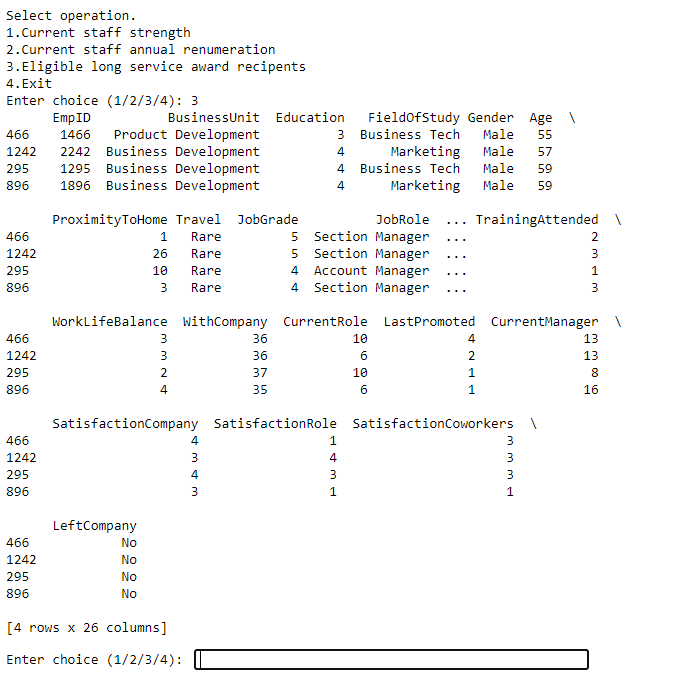 Select operation.
1.Current staff strength
2.Current staff annual renumeration
3.Eligible long service award recipents
4.Exit
Enter choice (1/2/3/4): 3
      EmpID          BusinessUnit  Education   FieldOfStudy Gender  Age  \
466    1466   Product Development          3  Business Tech   Male   55
1242   2242  Business Development          4      Marketing   Male   57
295    1295  Business Development          4  Business Tech   Male   59
896    1896  Business Development          4      Marketing   Male   59

      ProximityToHome Travel  JobGrade          JobRole  ... TrainingAttended  \
466                 1   Rare         5  Section Manager  ...                2
1242               26   Rare         5  Section Manager  ...                3
295                10   Rare         4  Account Manager  ...                1
896                 3   Rare         4  Section Manager  ...                3

      WorkLifeBalance  WithCompany  CurrentRole  LastPromoted  CurrentManager  \
466                 3           36           10             4              13
1242                3           36            6             2              13
295                 2           37           10             1               8
896                 4           35            6             1              16

      SatisfactionCompany  SatisfactionRole  SatisfactionCoworkers  \
466                     4                 1                      3
1242                    3                 4                      3
295                     4                 3                      3
896                     3                 1                      1

      LeftCompany
466            No
1242           No
295            No
896            No

[4 rows x 26 columns]
Enter choice (1/2/3/4):